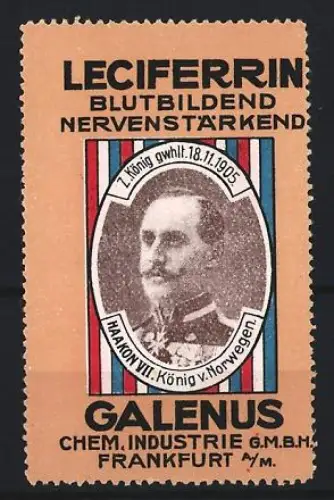 LECIFERRIN
BLUTBILDEND
NERVENSTÄRKEND
Z. König gwhlt. 18.11.1905.
HAAKON VII. König v. Norwegen.
GALENUS
CHEM. INDUSTRIE G.M.B.H.
FRANKFURT A/M.